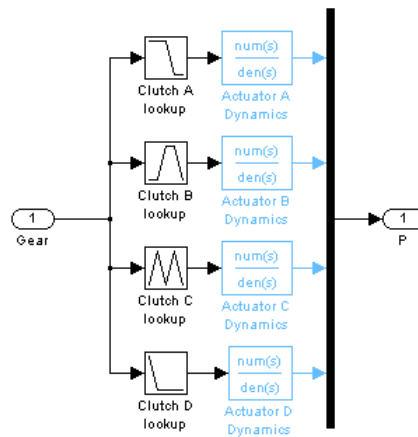 num(s)
den(s)
Clutch A
lookup
Actuator A
Dynamics
num(s)
den(s)
Clutch B
lookup
Actuator B
Dynamics
1
Gear
1
P
num(s)
den(s)
Clutch C
lookup
Actuator C
Dynamics
num(s)
den(s)
Clutch D
lookup
Actuator D
Dynamics